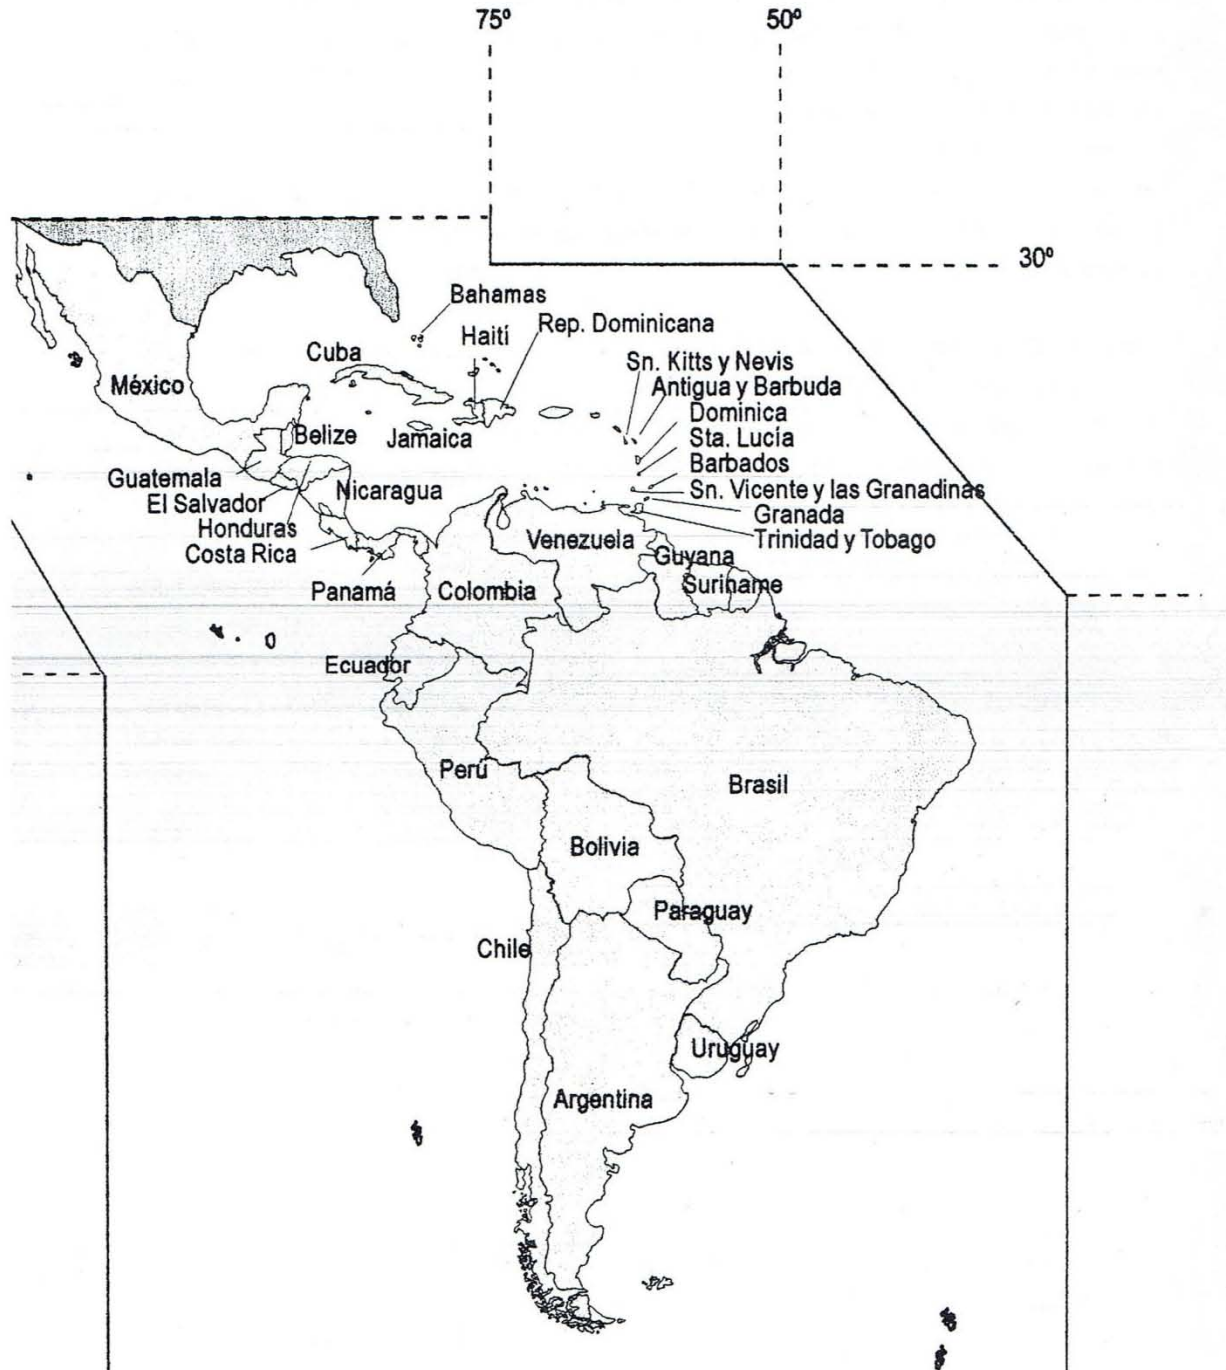 75º
50º
30º
Bahamas
Haití
Rep. Dominicana
Cuba
Sn. Kitts y Nevis
México
Antigua y Barbuda
Dominica
Belize
Jamaica
Sta. Lucía
Barbados
Guatemala
Nicaragua
Sn. Vicente y las Granadinas
El Salvador
Granada
Honduras
Trinidad y Tobago
Costa Rica
Venezuela
Guyana
Suriname
Panamá
Colombia
Ecuador
Perú
Brasil
Bolivia
Paraguay
Chile
Uruguay
Argentina